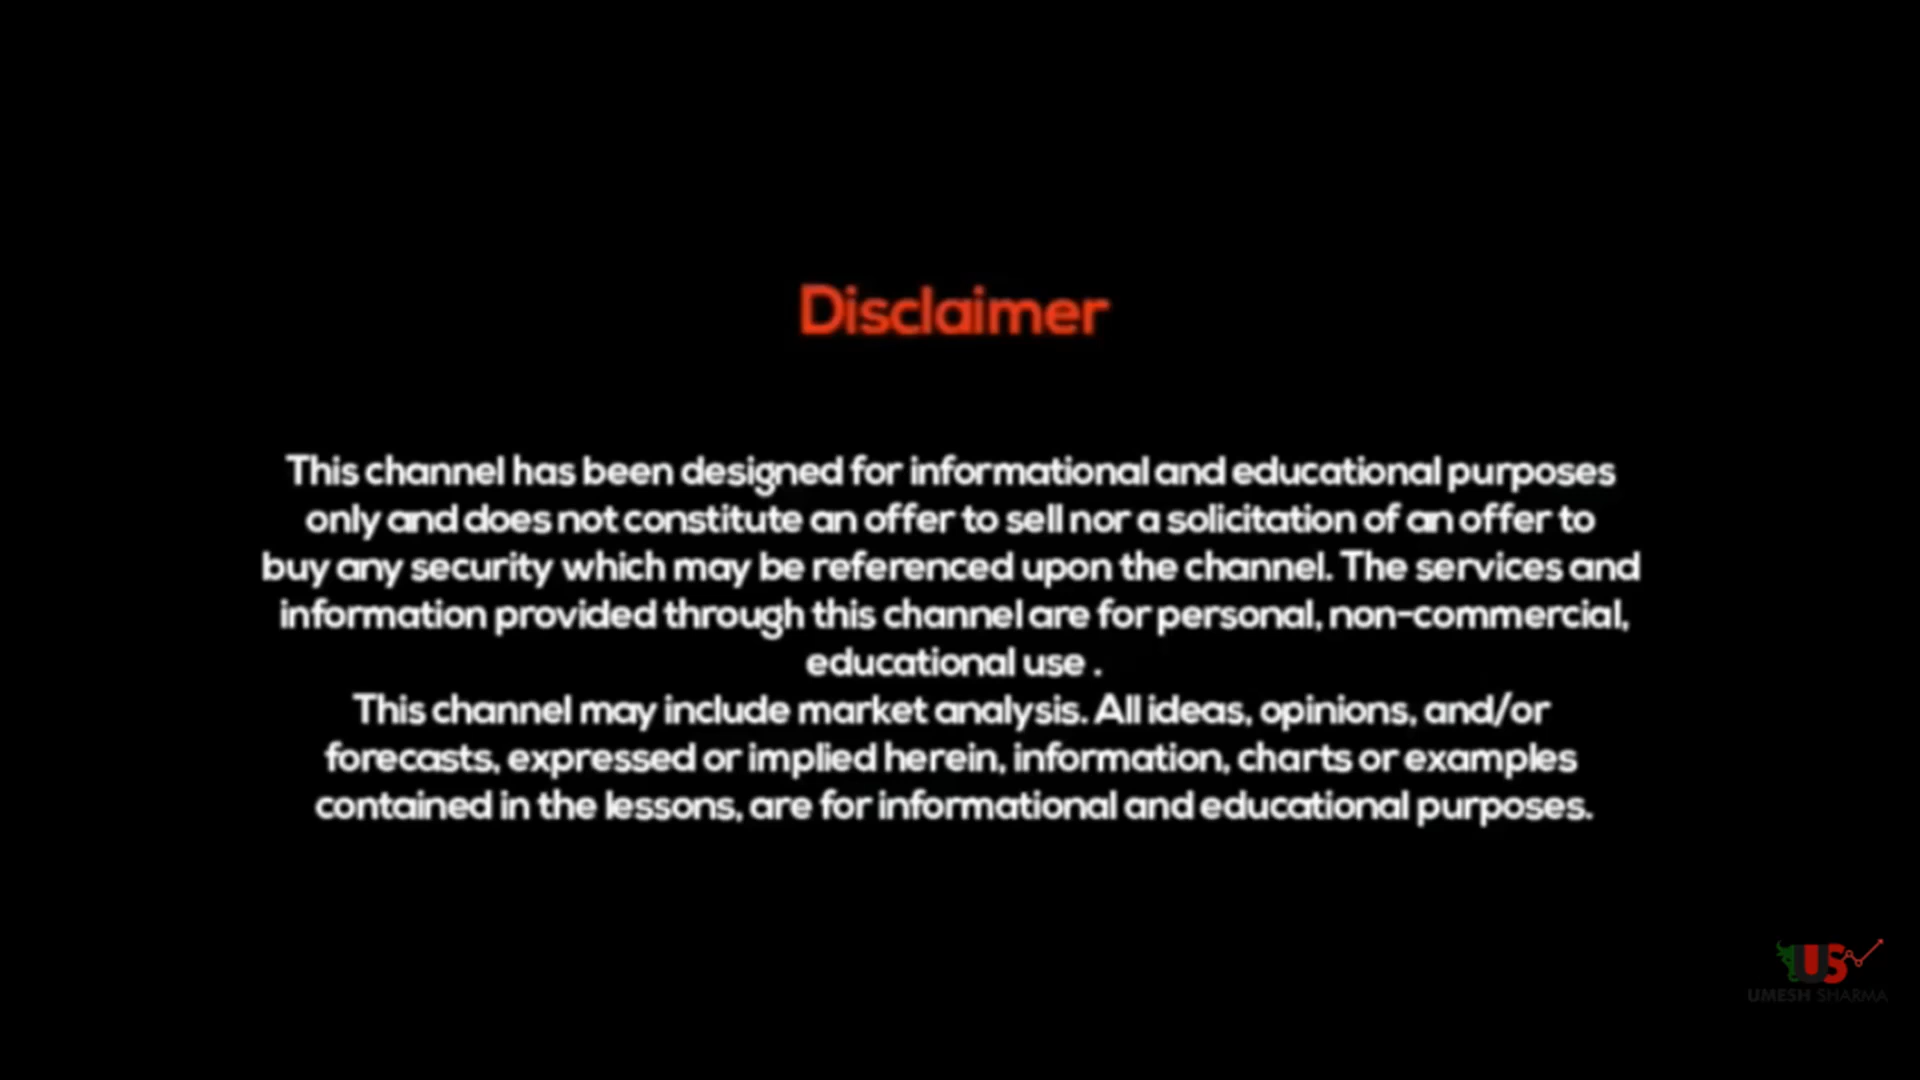 Disclaimer
This channel has been designed for informational and educational purposes
only and does not constitute an offer to sell nor a solicitation of an offer to
buy any security which may be referenced upon the channel. The services and
information provided through this channel are for personal, non-commercial,
educational use .
This channel may include market analysis. All ideas, opinions, and/or
forecasts, expressed or implied herein, information, charts or examples
contained in the lessons, are for informational and educational purposes.
US
UMESH SHARMA